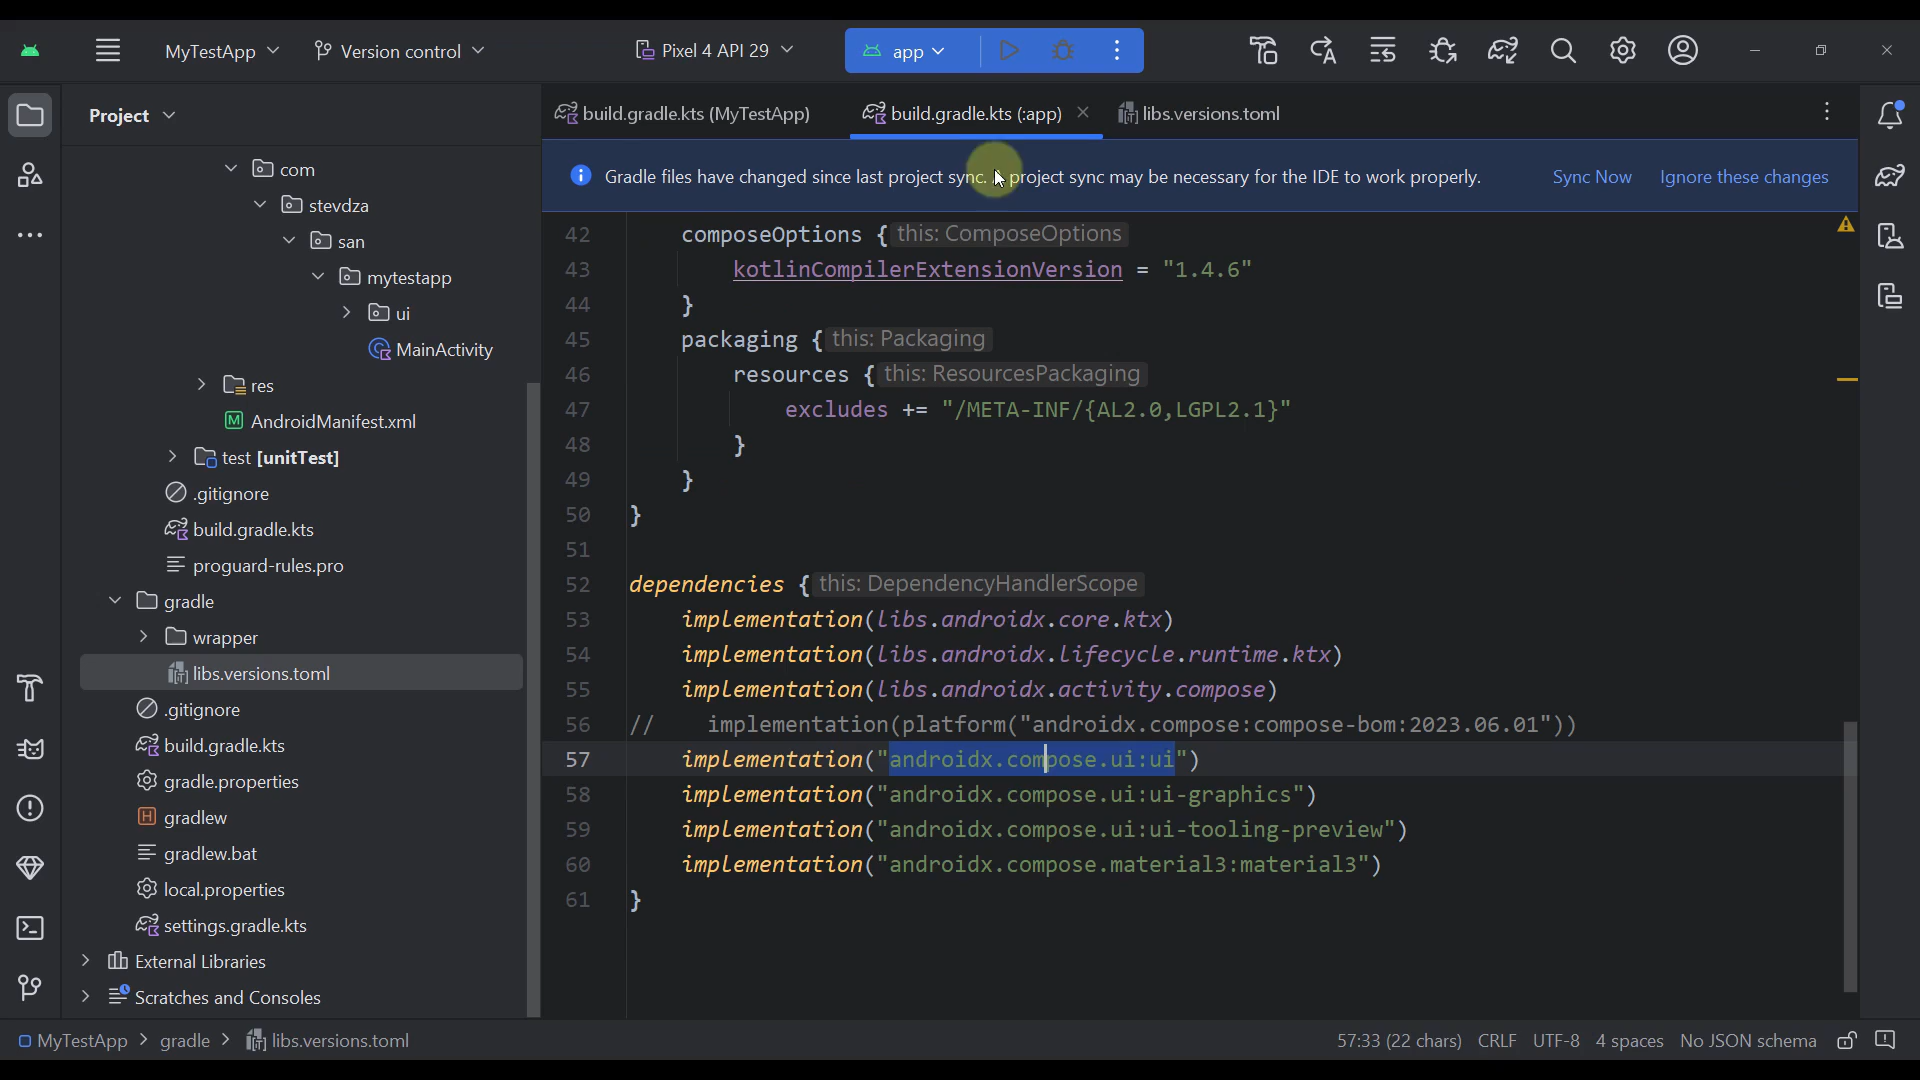 MyTestApp
Version control
Pixel 4 API 29
app
Project
build.gradle.kts (MyTestApp)
build.gradle.kts (:app)
libs.versions.toml
Gradle files have changed since last project sync. A project sync may be necessary for the IDE to work properly.
Sync Now
Ignore these changes
com
stevdza
san
mytestapp
ui
MainActivity
res
AndroidManifest.xml
test [unitTest]
.gitignore
build.gradle.kts
proguard-rules.pro
gradle
wrapper
libs.versions.toml
.gitignore
build.gradle.kts
gradle.properties
gradlew
gradlew.bat
local.properties
settings.gradle.kts
External Libraries
Scratches and Consoles
42 composeOptions { this: ComposeOptions
43 kotlinCompilerExtensionVersion = "1.4.6"
44 }
45 packaging { this: Packaging
46 resources { this: ResourcesPackaging
47 excludes += "/META-INF/{AL2.0,LGPL2.1}"
48 }
49 }
50 }
51
52 dependencies { this: DependencyHandlerScope
53 implementation(libs.androidx.core.ktx)
54 implementation(libs.androidx.lifecycle.runtime.ktx)
55 implementation(libs.androidx.activity.compose)
56 // implementation(platform("androidx.compose:compose-bom:2023.06.01"))
57 implementation("androidx.compose.ui:ui")
58 implementation("androidx.compose.ui:ui-graphics")
59 implementation("androidx.compose.ui:ui-tooling-preview")
60 implementation("androidx.compose.material3:material3")
61 }
MyTestApp > gradle > libs.versions.toml
57:33 (22 chars) CRLF UTF-8 4 spaces No JSON schema